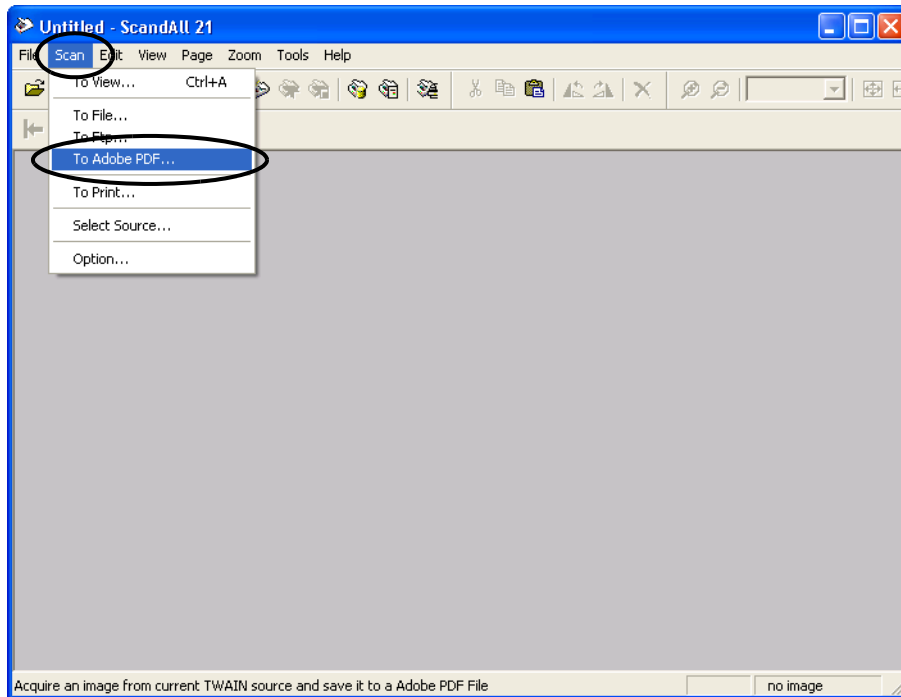 Untitled - ScandAll 21
File Scan Edit View Page Zoom Tools Help
To View... Ctrl+A
To File...
To Ftp...
To Adobe PDF...
To Print...
Select Source...
Option...
Acquire an image from current TWAIN source and save it to a Adobe PDF File no image